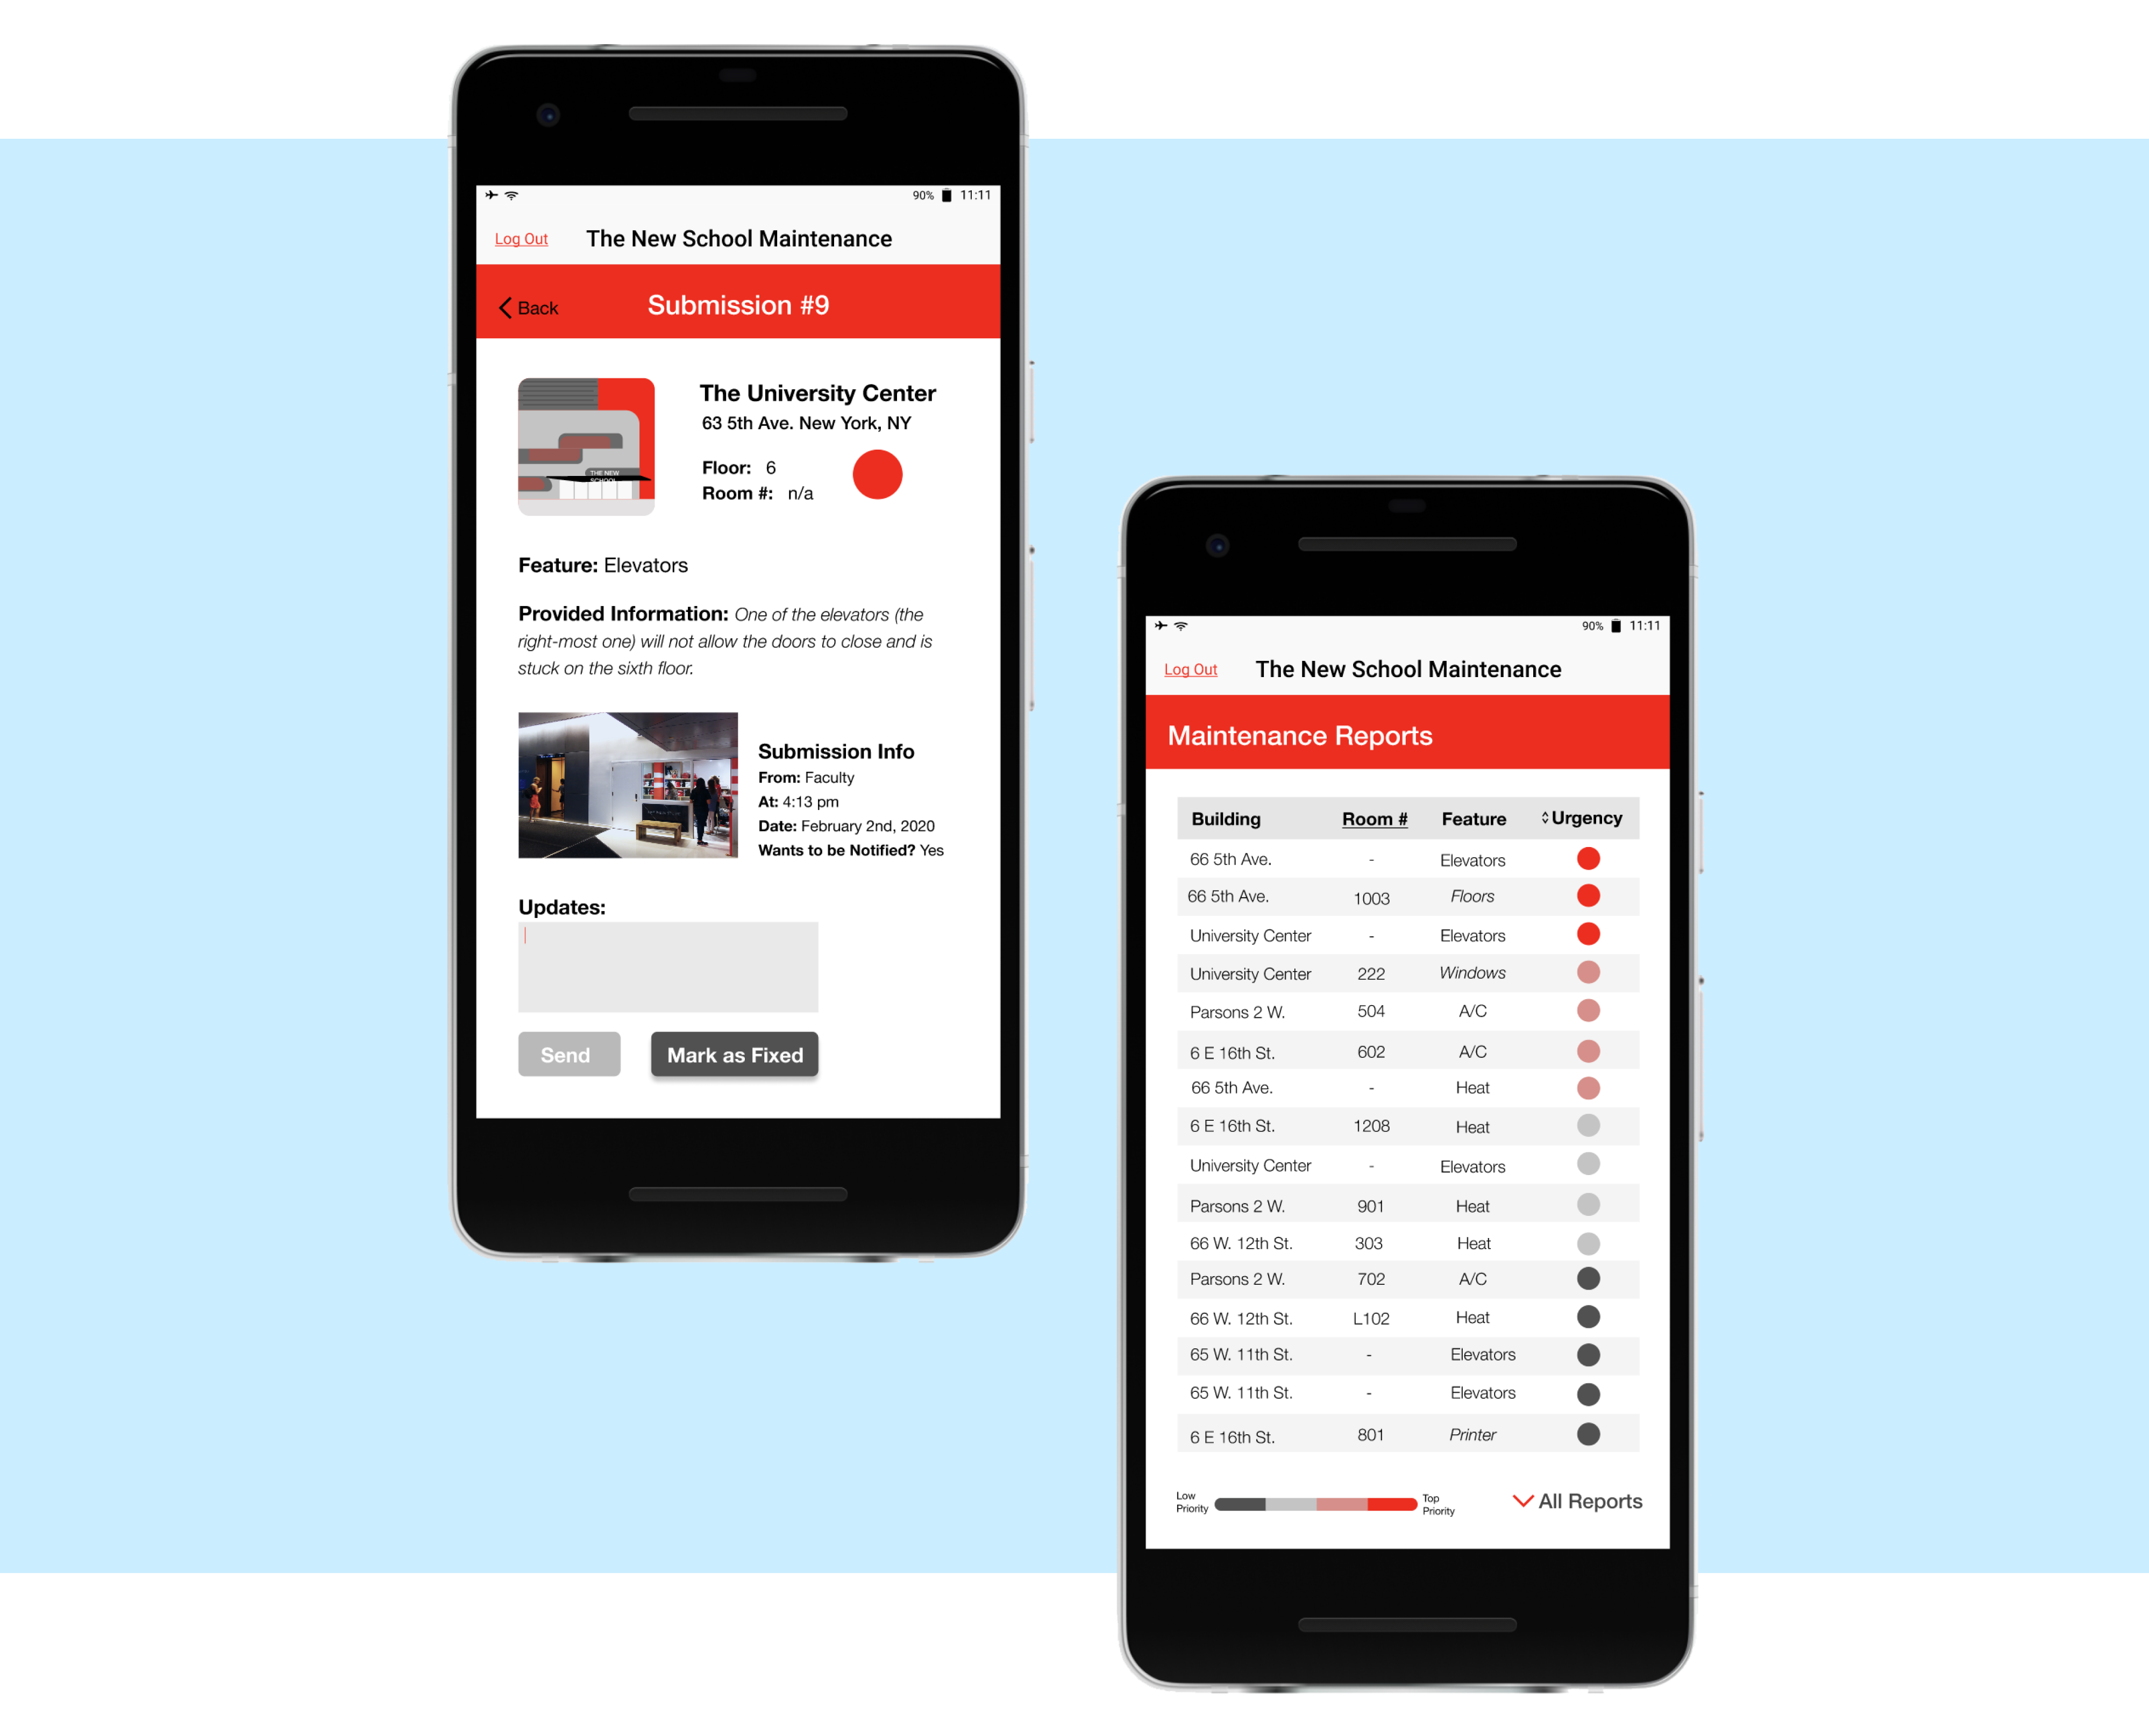 90% 11:11
Log Out The New School Maintenance
Back Submission #9
The University Center
63 5th Ave. New York, NY
Floor: 6
Room #: n/a
THE NEW
SCHOOL
Feature: Elevators
Provided Information: One of the elevators (the
right-most one) will not allow the doors to close and is
stuck on the sixth floor.
Submission Info
From: Faculty
At: 4:13 pm
Date: February 2nd, 2020
Wants to be Notified? Yes
Updates:
Send Mark as Fixed
90% 11:11
Log Out The New School Maintenance
Maintenance Reports
Building Room # Feature Urgency
66 5th Ave. - Elevators
66 5th Ave. 1003 Floors
University Center - Elevators
University Center 222 Windows
Parsons 2 W. 504 A/C
6 E 16th St. 602 A/C
66 5th Ave. - Heat
6 E 16th St. 1208 Heat
University Center - Elevators
Parsons 2 W. 901 Heat
66 W. 12th St. 303 Heat
Parsons 2 W. 702 A/C
66 W. 12th St. L102 Heat
65 W. 11th St. - Elevators
65 W. 11th St. - Elevators
6 E 16th St. 801 Printer
Low
Priority
Top
Priority
All Reports